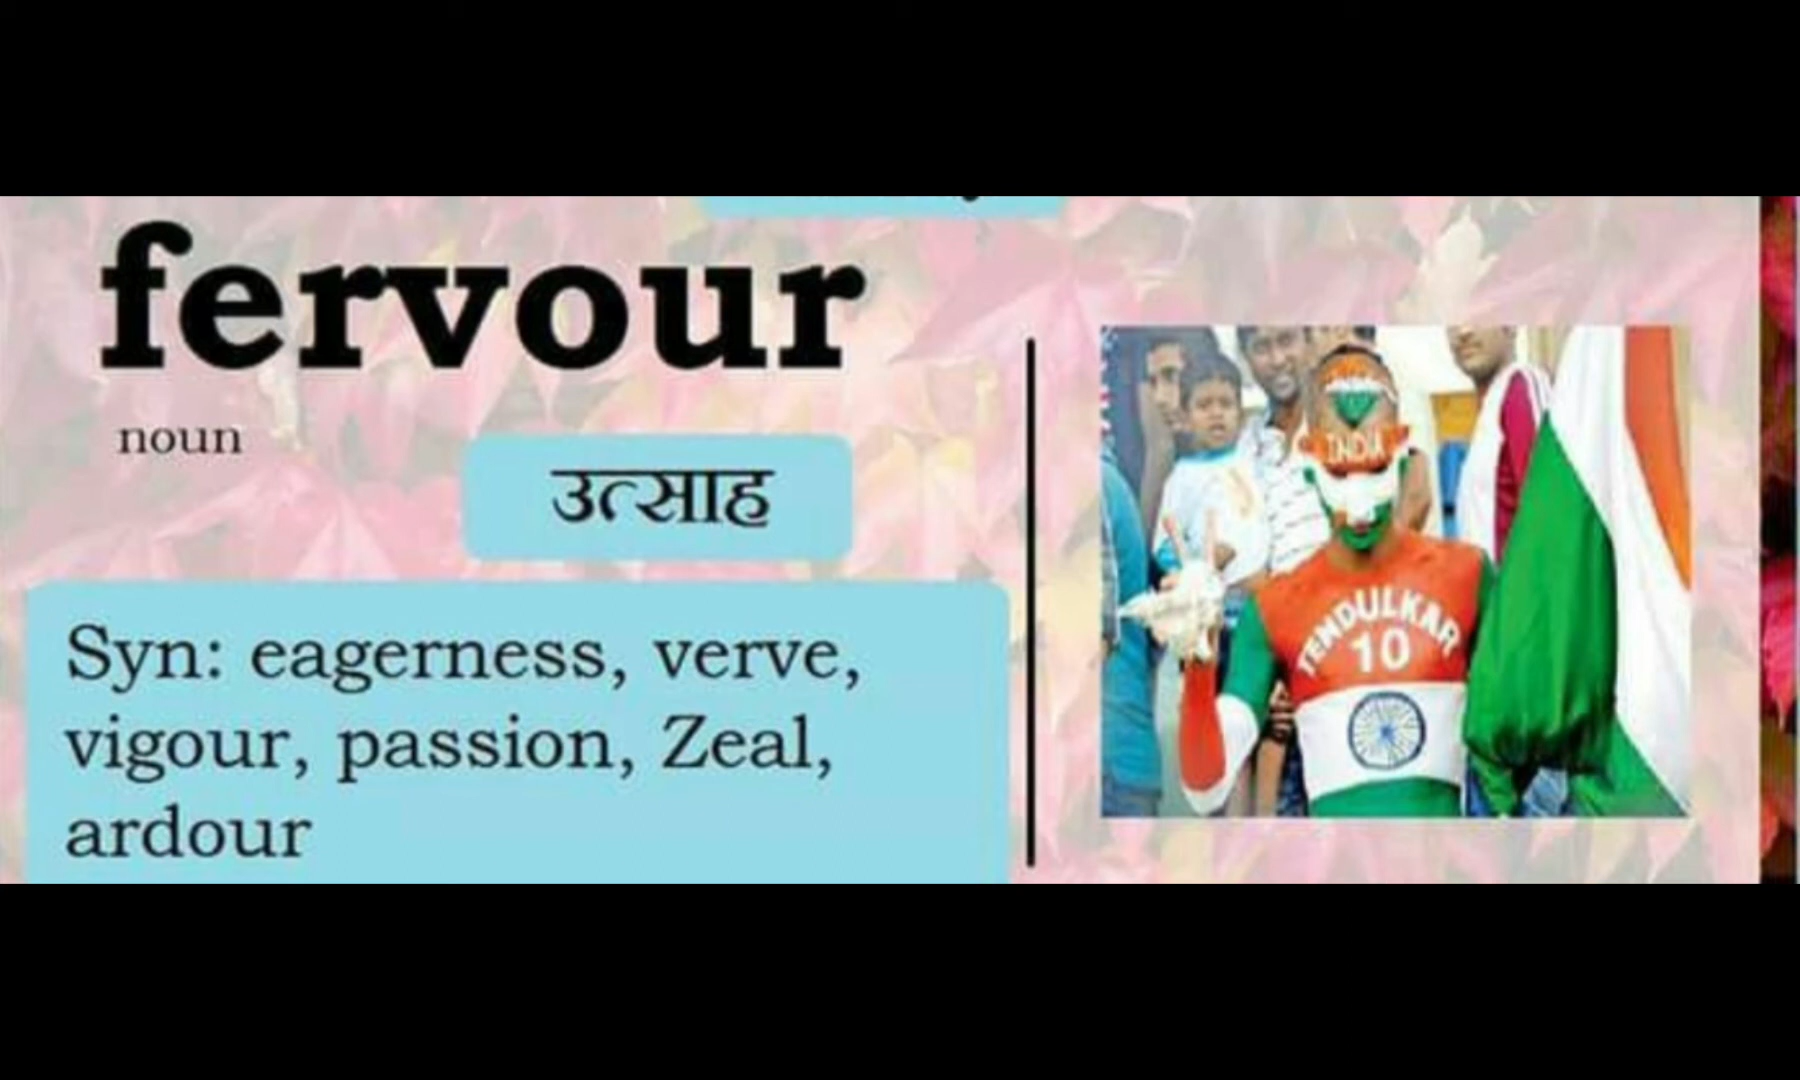 fervour
noun
उत्साह
Syn: eagerness, verve,
vigour, passion, Zeal,
ardour
INDIA
TENDULKAR
10